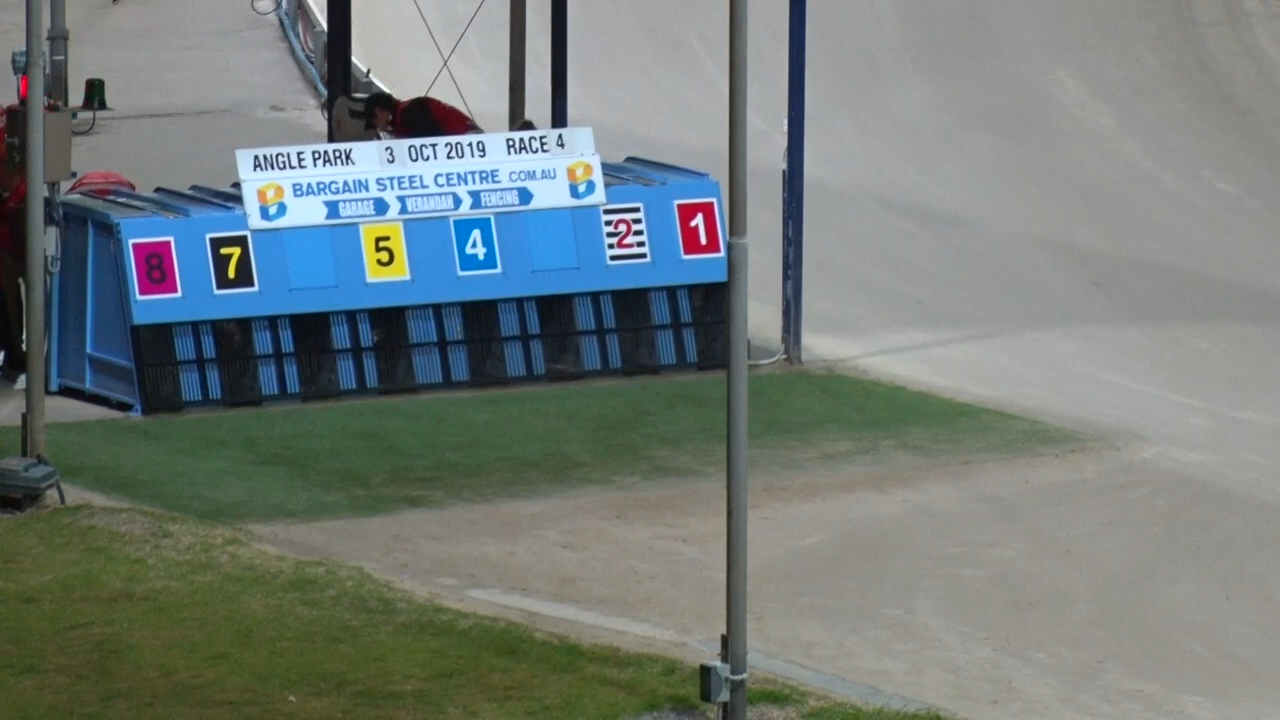 ANGLE PARK 3 OCT 2019 RACE 4
BARGAIN STEEL CENTRE .COM.AU
GARAGE VERANDAH FENCING
8 7 5 4 2 1